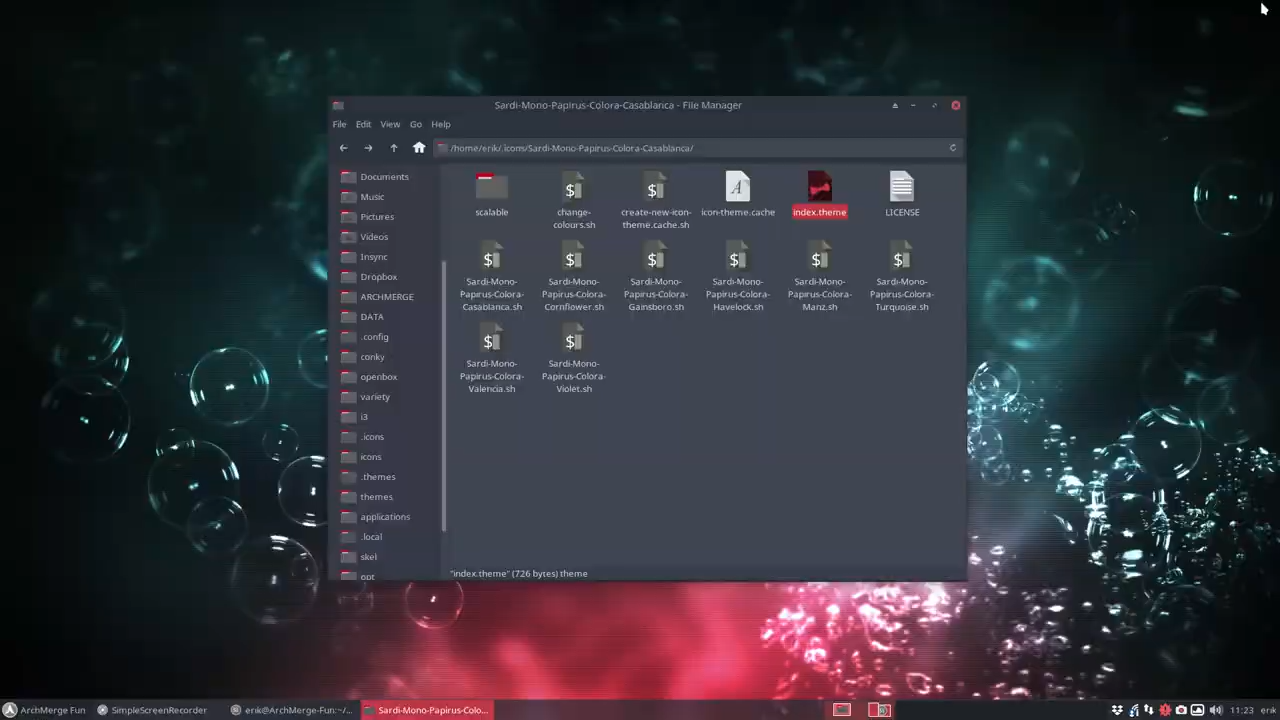 Sardi-Mono-Papirus-Colora-Casablanca - File Manager
File Edit View Go Help
/home/erik/.icons/Sardi-Mono-Papirus-Colora-Casablanca/
Documents
Music
Pictures
Videos
Insync
Dropbox
ARCHMERGE
DATA
.config
conky
openbox
variety
i3
.icons
icons
.themes
themes
applications
.local
skel
opt
scalable
change-
colours.sh
create-new-icon-
theme.cache.sh
icon-theme.cache
index.theme
LICENSE
Sardi-Mono-
Papirus-Colora-
Casablanca.sh
Sardi-Mono-
Papirus-Colora-
Cornflower.sh
Sardi-Mono-
Papirus-Colora-
Gainsboro.sh
Sardi-Mono-
Papirus-Colora-
Havelock.sh
Sardi-Mono-
Papirus-Colora-
Manz.sh
Sardi-Mono-
Papirus-Colora-
Turquoise.sh
Sardi-Mono-
Papirus-Colora-
Valencia.sh
Sardi-Mono-
Papirus-Colora-
Violet.sh
"index.theme" (726 bytes) theme
ArchMerge Fun SimpleScreenRecorder erik@ArchMerge-Fun:~/... Sardi-Mono-Papirus-Colo... 11:23 erik